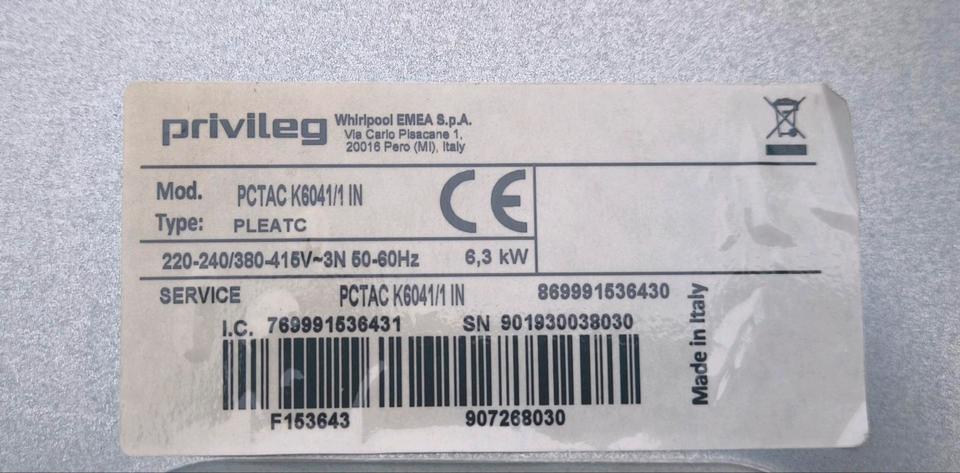 privileg
Whirlpool EMEA S.p.A.
Via Carlo Pisacane 1,
20016 Pero (MI), Italy
Mod. PCTAC K6041/1 IN
Type: PLEATC
CE
220-240/380-415V~3N 50-60Hz 6,3 kW
SERVICE PCTAC K6041/1 IN 869991536430
I.C. 769991536431 SN 901930038030
F153643 907268030
Made in Italy